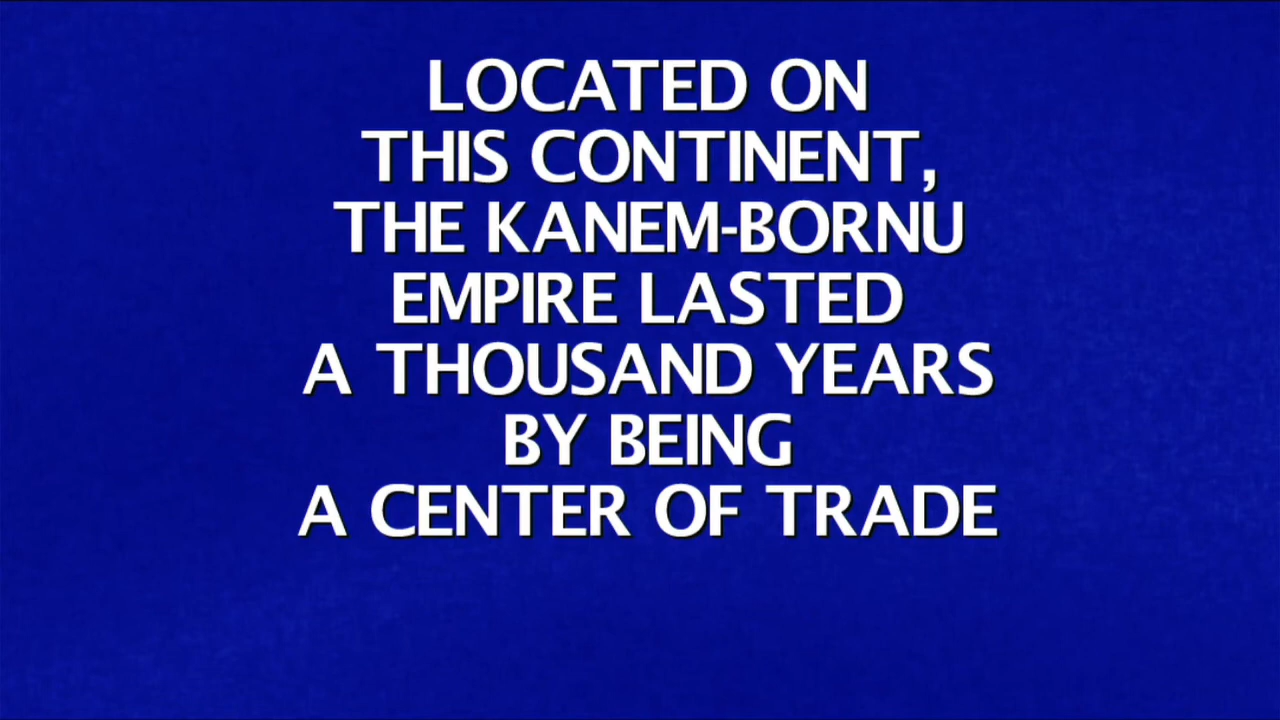 LOCATED ON
THIS CONTINENT,
THE KANEM-BORNU
EMPIRE LASTED
A THOUSAND YEARS
BY BEING
A CENTER OF TRADE